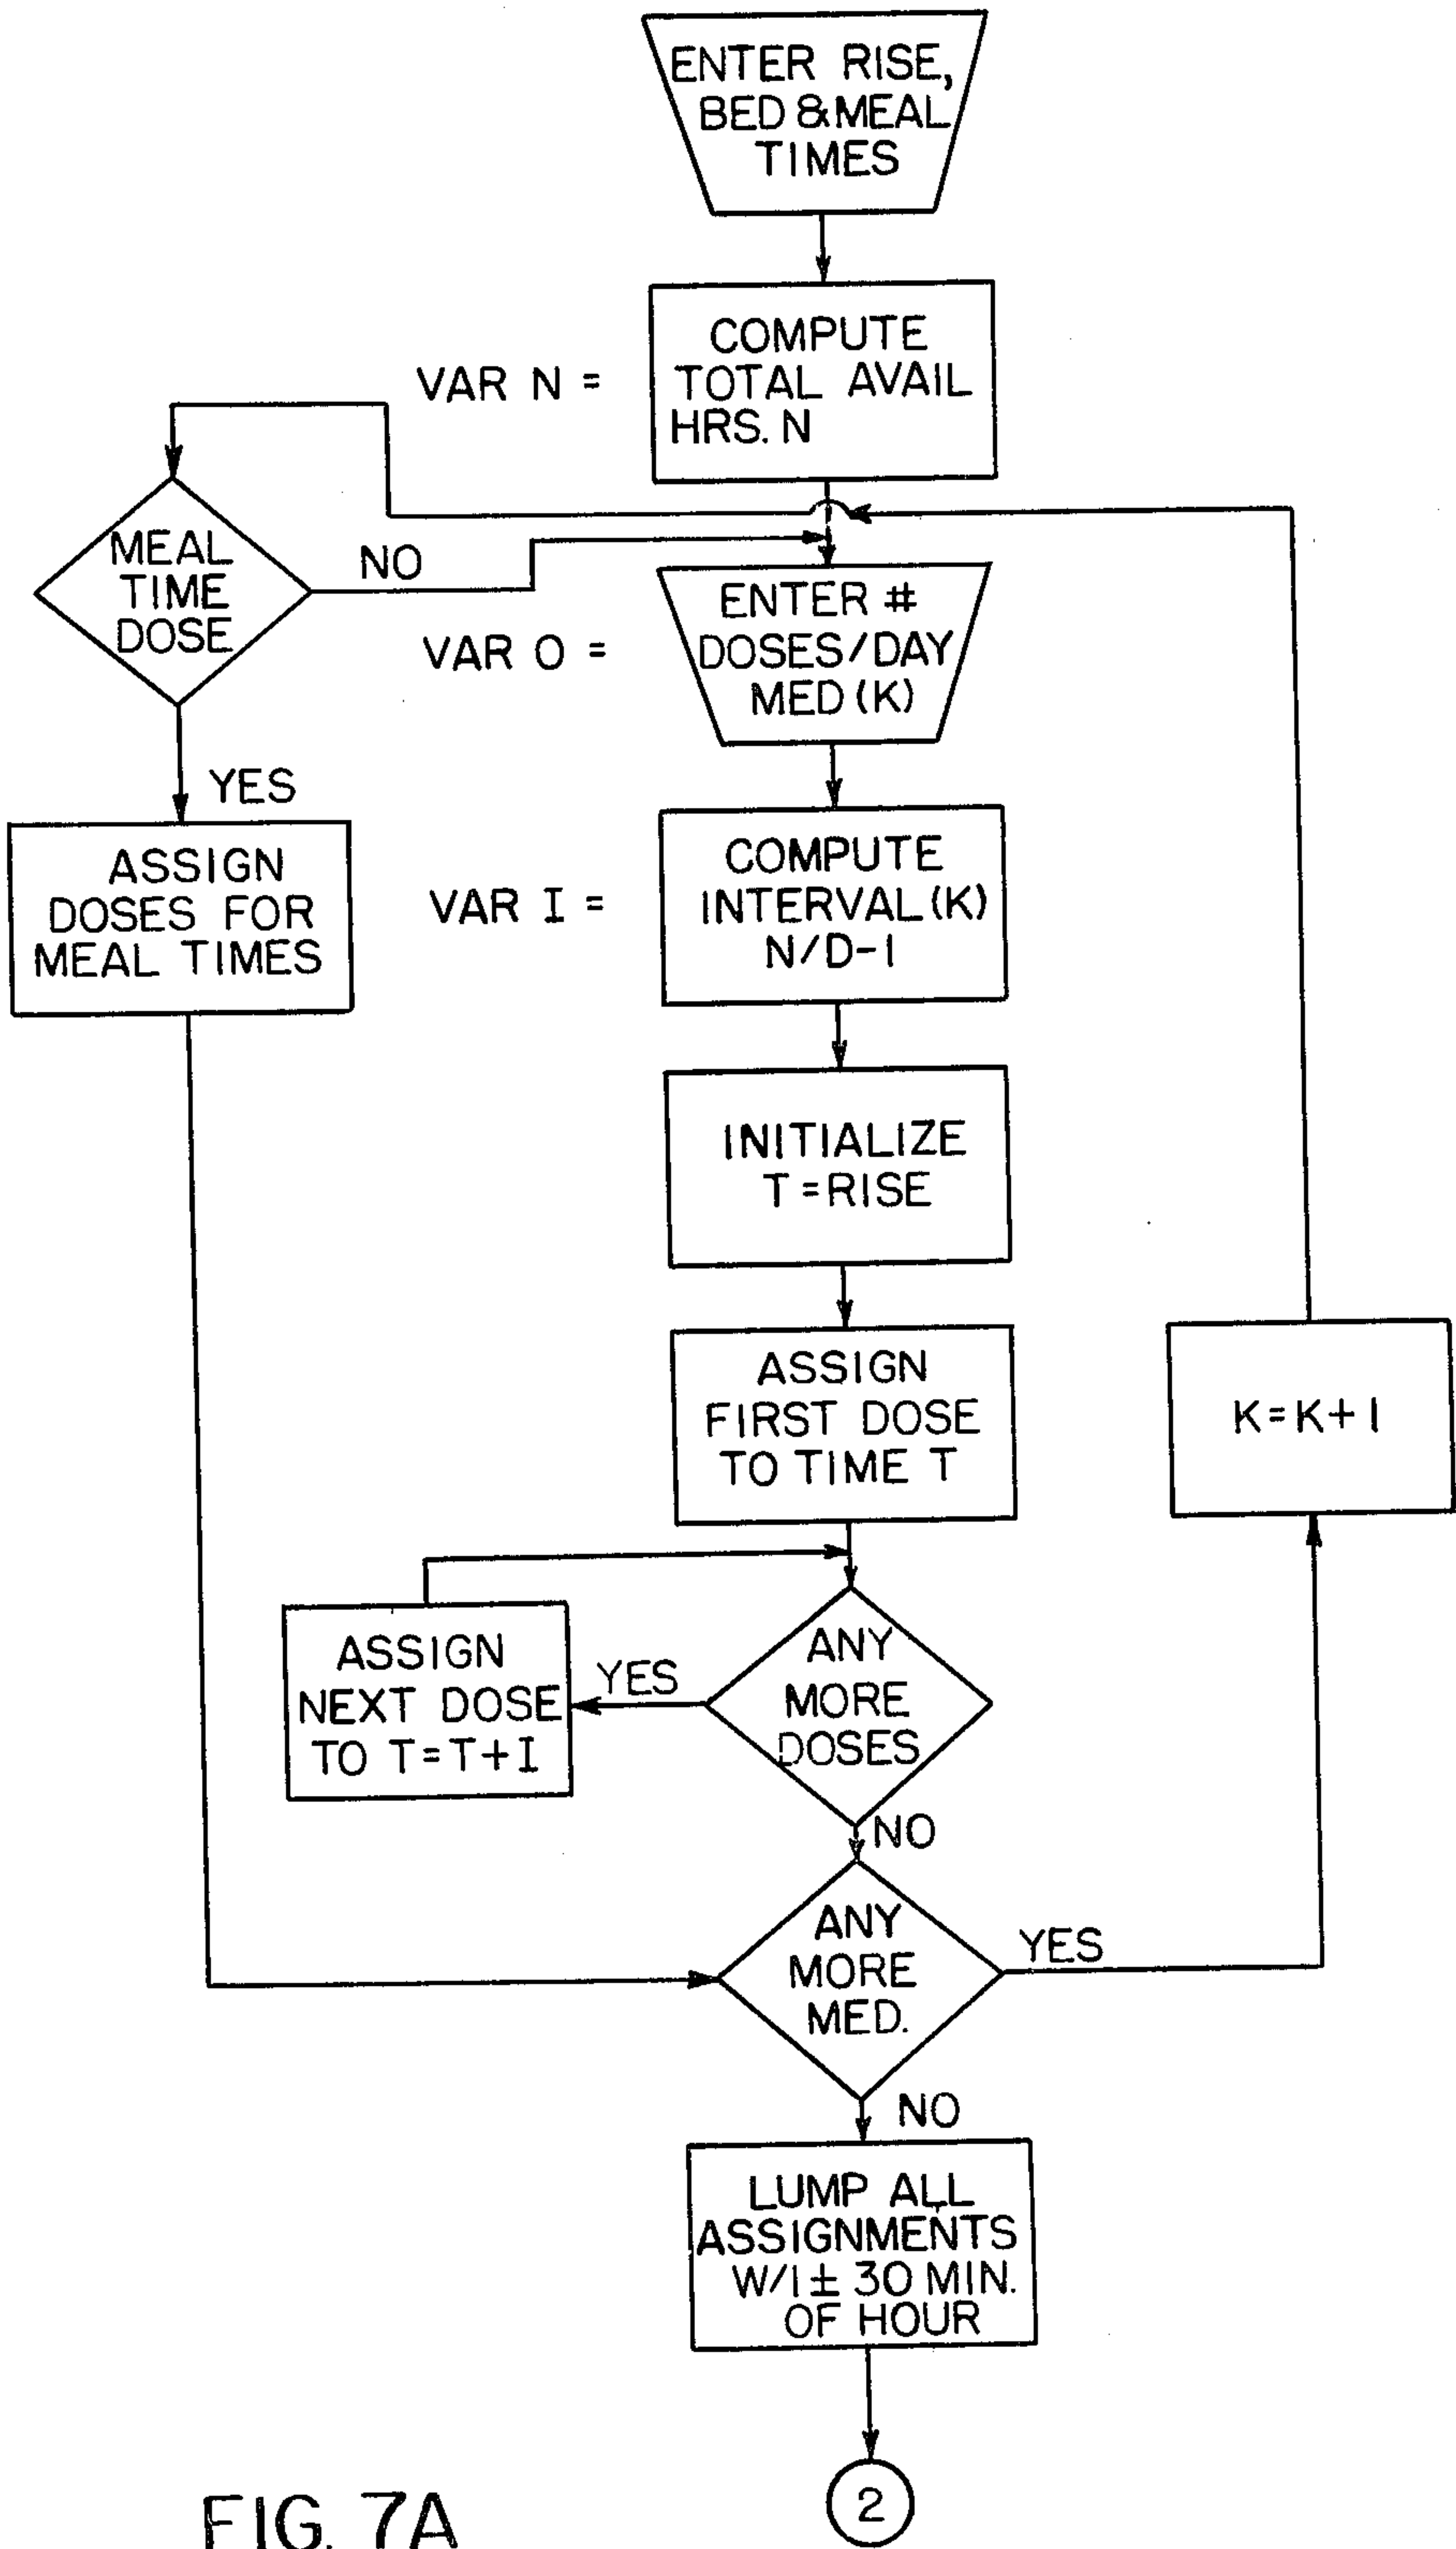 ENTER RISE,
BED & MEAL
TIMES
COMPUTE
TOTAL AVAIL
HRS. N
VAR N =
MEAL
TIME
DOSE
NO
YES
ENTER #
DOSES/DAY
MED (K)
VAR O =
ASSIGN
DOSES FOR
MEAL TIMES
COMPUTE
INTERVAL (K)
N/D-1
VAR I =
INITIALIZE
T = RISE
ASSIGN
FIRST DOSE
TO TIME T
K = K + 1
ANY
MORE
DOSES
YES
ASSIGN
NEXT DOSE
TO T = T + I
NO
ANY
MORE
MED.
YES
NO
LUMP ALL
ASSIGNMENTS
W/I ± 30 MIN.
OF HOUR
2
FIG. 7A